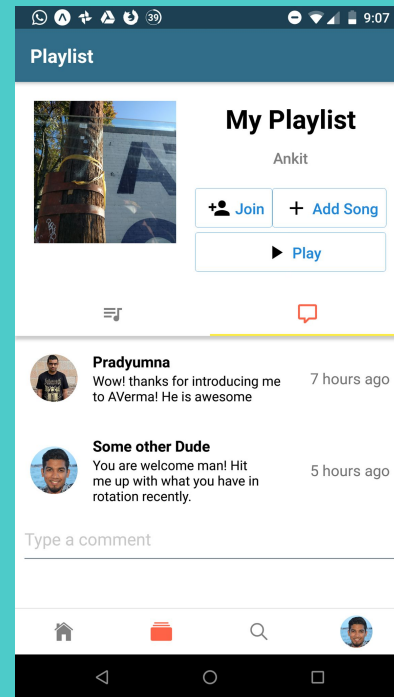 39
9:07
Playlist
My Playlist
Ankit
Join
Add Song
Play
Pradyumna
Wow! thanks for introducing me
to AVerma! He is awesome
7 hours ago
Some other Dude
You are welcome man! Hit
me up with what you have in
rotation recently.
5 hours ago
Type a comment